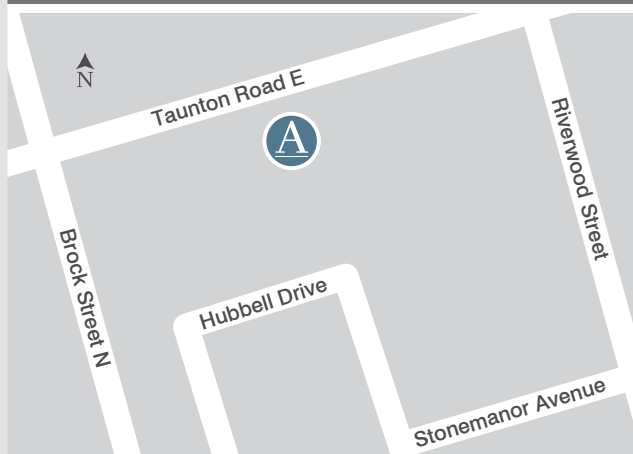 N
Taunton Road E
A
Riverwood Street
Brock Street N
Hubbell Drive
Stonemanor Avenue